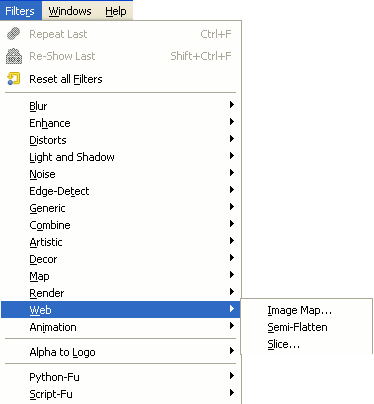 Filters Windows Help
Repeat Last Ctrl+F
Re-Show Last Shift+Ctrl+F
Reset all Filters
Blur
Enhance
Distorts
Light and Shadow
Noise
Edge-Detect
Generic
Combine
Artistic
Decor
Map
Render
Web
Image Map...
Semi-Flatten
Slice...
Animation
Alpha to Logo
Python-Fu
Script-Fu